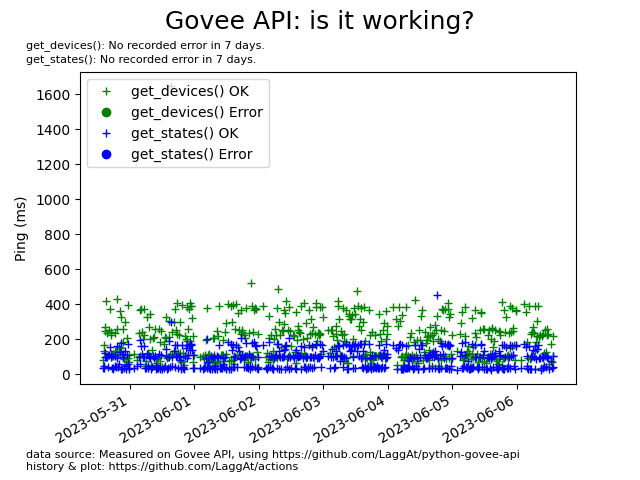 Govee API: is it working?
get_devices(): No recorded error in 7 days.
get_states(): No recorded error in 7 days.
get_devices() OK
get_devices() Error
get_states() OK
get_states() Error
Ping (ms)
1600
1400
1200
1000
800
600
400
200
0
2023-05-31
2023-06-01
2023-06-02
2023-06-03
2023-06-04
2023-06-05
2023-06-06
data source: Measured on Govee API, using https://github.com/LaggAt/python-govee-api
history & plot: https://github.com/LaggAt/actions